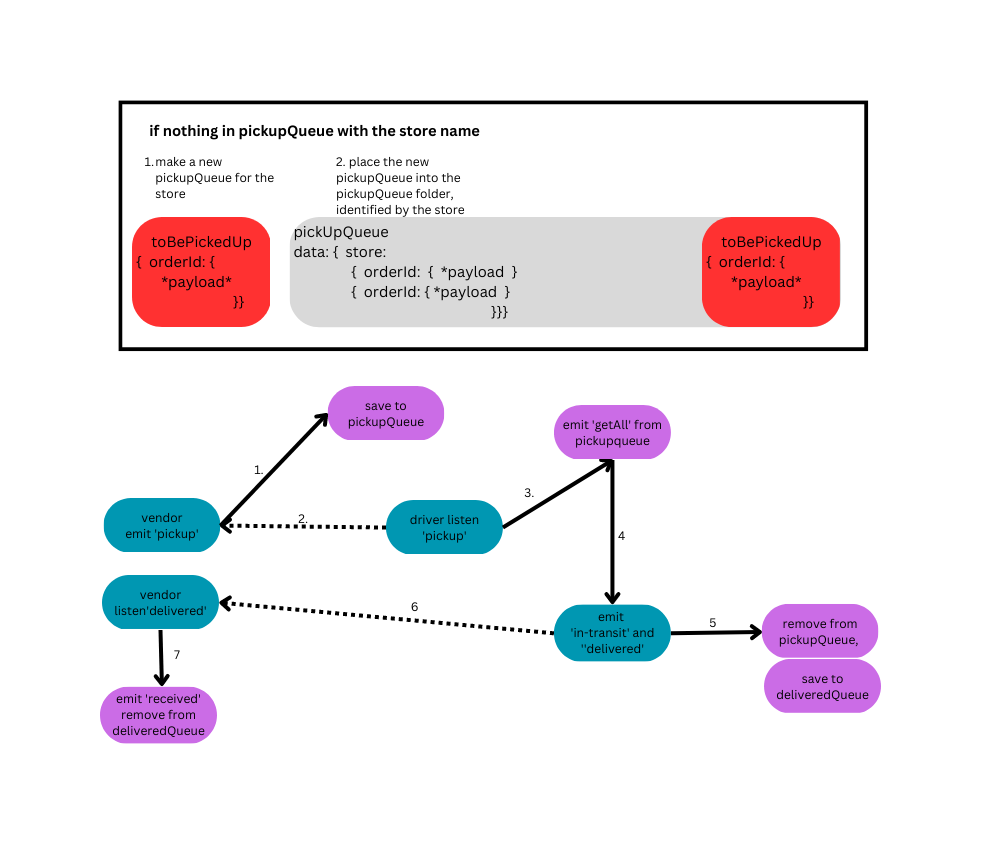 if nothing in pickupQueue with the store name
1. make a new
pickupQueue for the
store
2. place the new
pickupQueue into the
pickupQueue folder,
identified by the store
toBePickedUp
{ orderId: {
*payload*
}}
pickUpQueue
data: { store:
{ orderId: { *payload }
{ orderId: { *payload }
}}}
toBePickedUp
{ orderId: {
*payload*
}}
save to
pickupQueue
emit 'getAll' from
pickupqueue
1.
3.
vendor
emit 'pickup'
2.
driver listen
'pickup'
4
vendor
listen'delivered'
6
emit
'in-transit' and
''delivered'
5
remove from
pickupQueue,
7
save to
deliveredQueue
emit 'received'
remove from
deliveredQueue